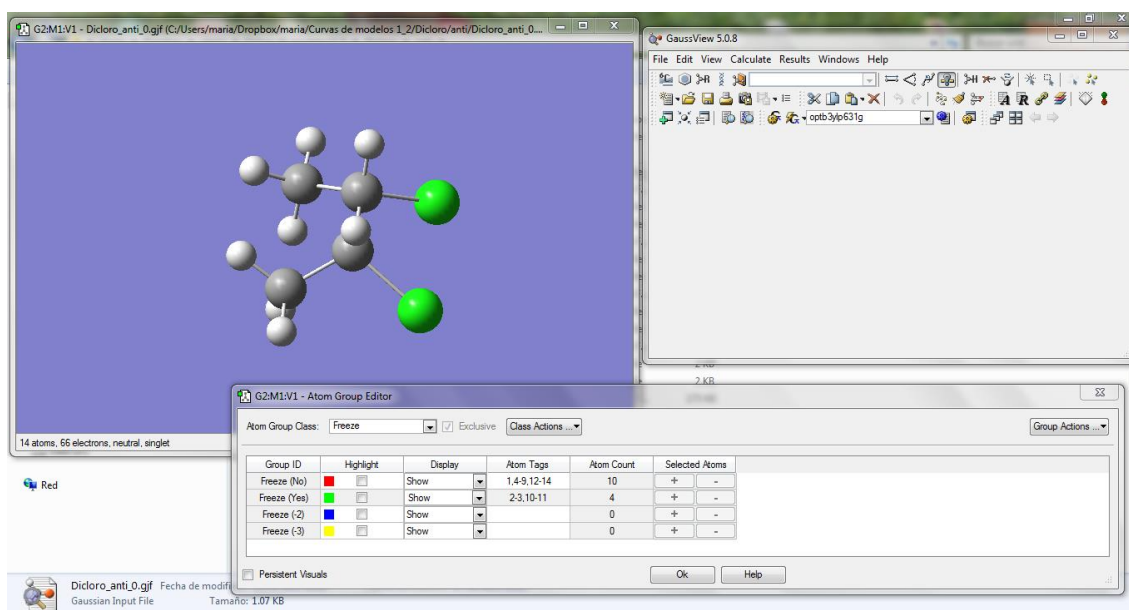 G2:M1:V1 - Dicloro_anti_0.gjf (C:/Users/maria/Dropbox/maria/Curvas de modelos 1_2/Dicloro/anti/Dicloro_anti_0....
GaussView 5.0.8
File Edit View Calculate Results Windows Help
optb3ylp631g
2 KB
G2:M1:V1 - Atom Group Editor
Atom Group Class: Freeze Exclusive Class Actions ... Group Actions ...
14 atoms, 66 electrons, neutral, singlet
Group ID Highlight Display Atom Tags Atom Count Selected Atoms
Freeze (No) Show 1,4-9,12-14 10 + -
Freeze (Yes) Show 2-3,10-11 4 + -
Freeze (-2) Show 0 + -
Freeze (-3) Show 0 + -
Red
Persistent Visuals Ok Help
Dicloro_anti_0.gjf Fecha de modifi
Gaussian Input File Tamaño: 1.07 KB